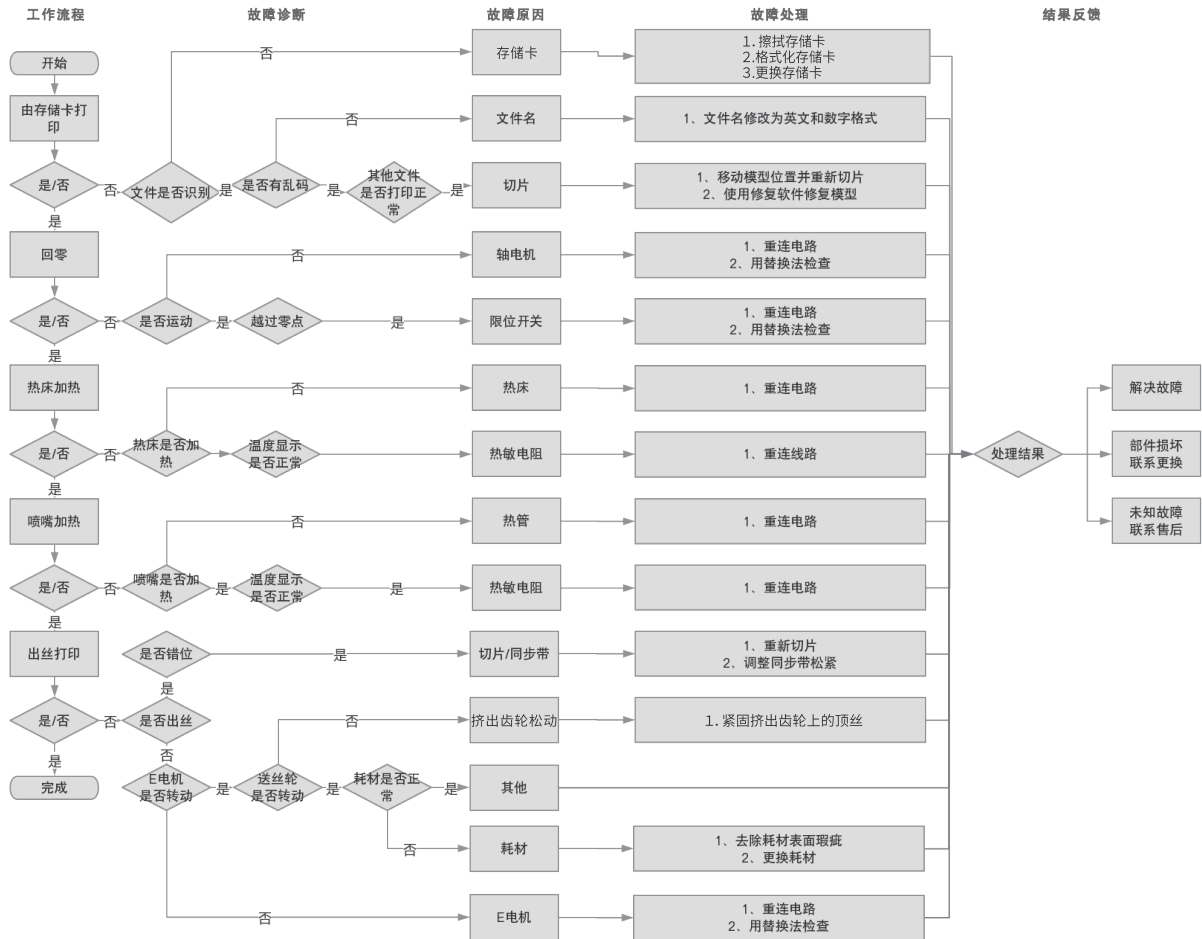 工作流程
故障诊断
故障原因
故障处理
结果反馈
开始
由存储卡打
印
是/否
否
是
文件是否识别
否
是
是否有乱码
否
是
其他文件
是否打印正
常
是
存储卡
1.擦拭存储卡
2.格式化存储卡
3.更换存储卡
文件名
1、文件名修改为英文和数字格式
切片
1、移动模型位置并重新切片
2、使用修复软件修复模型
回零
是/否
否
是
是否运动
否
是
越过零点
是
轴电机
1、重连电路
2、用替换法检查
限位开关
1、重连电路
2、用替换法检查
热床加热
是/否
否
是
热床是否加
热
否
温度显示
是否正常
热床
1、重连电路
热敏电阻
1、重连线路
喷嘴加热
是/否
否
是
喷嘴是否加
热
否
是
温度显示
是否正常
是
热管
1、重连电路
热敏电阻
1、重连电路
出丝打印
是/否
否
是
完成
是否错位
是
切片/同步带
1、重新切片
2、调整同步带松紧
是
是否出丝
否
E电机
是否转动
是
送丝轮
是否转动
否
挤出齿轮松动
1.紧固挤出齿轮上的顶丝
是
耗材是否正
常
是
其他
否
耗材
1、去除耗材表面瑕疵
2、更换耗材
否
E电机
1、重连电路
2、用替换法检查
处理结果
解决故障
部件损坏
联系更换
未知故障
联系售后